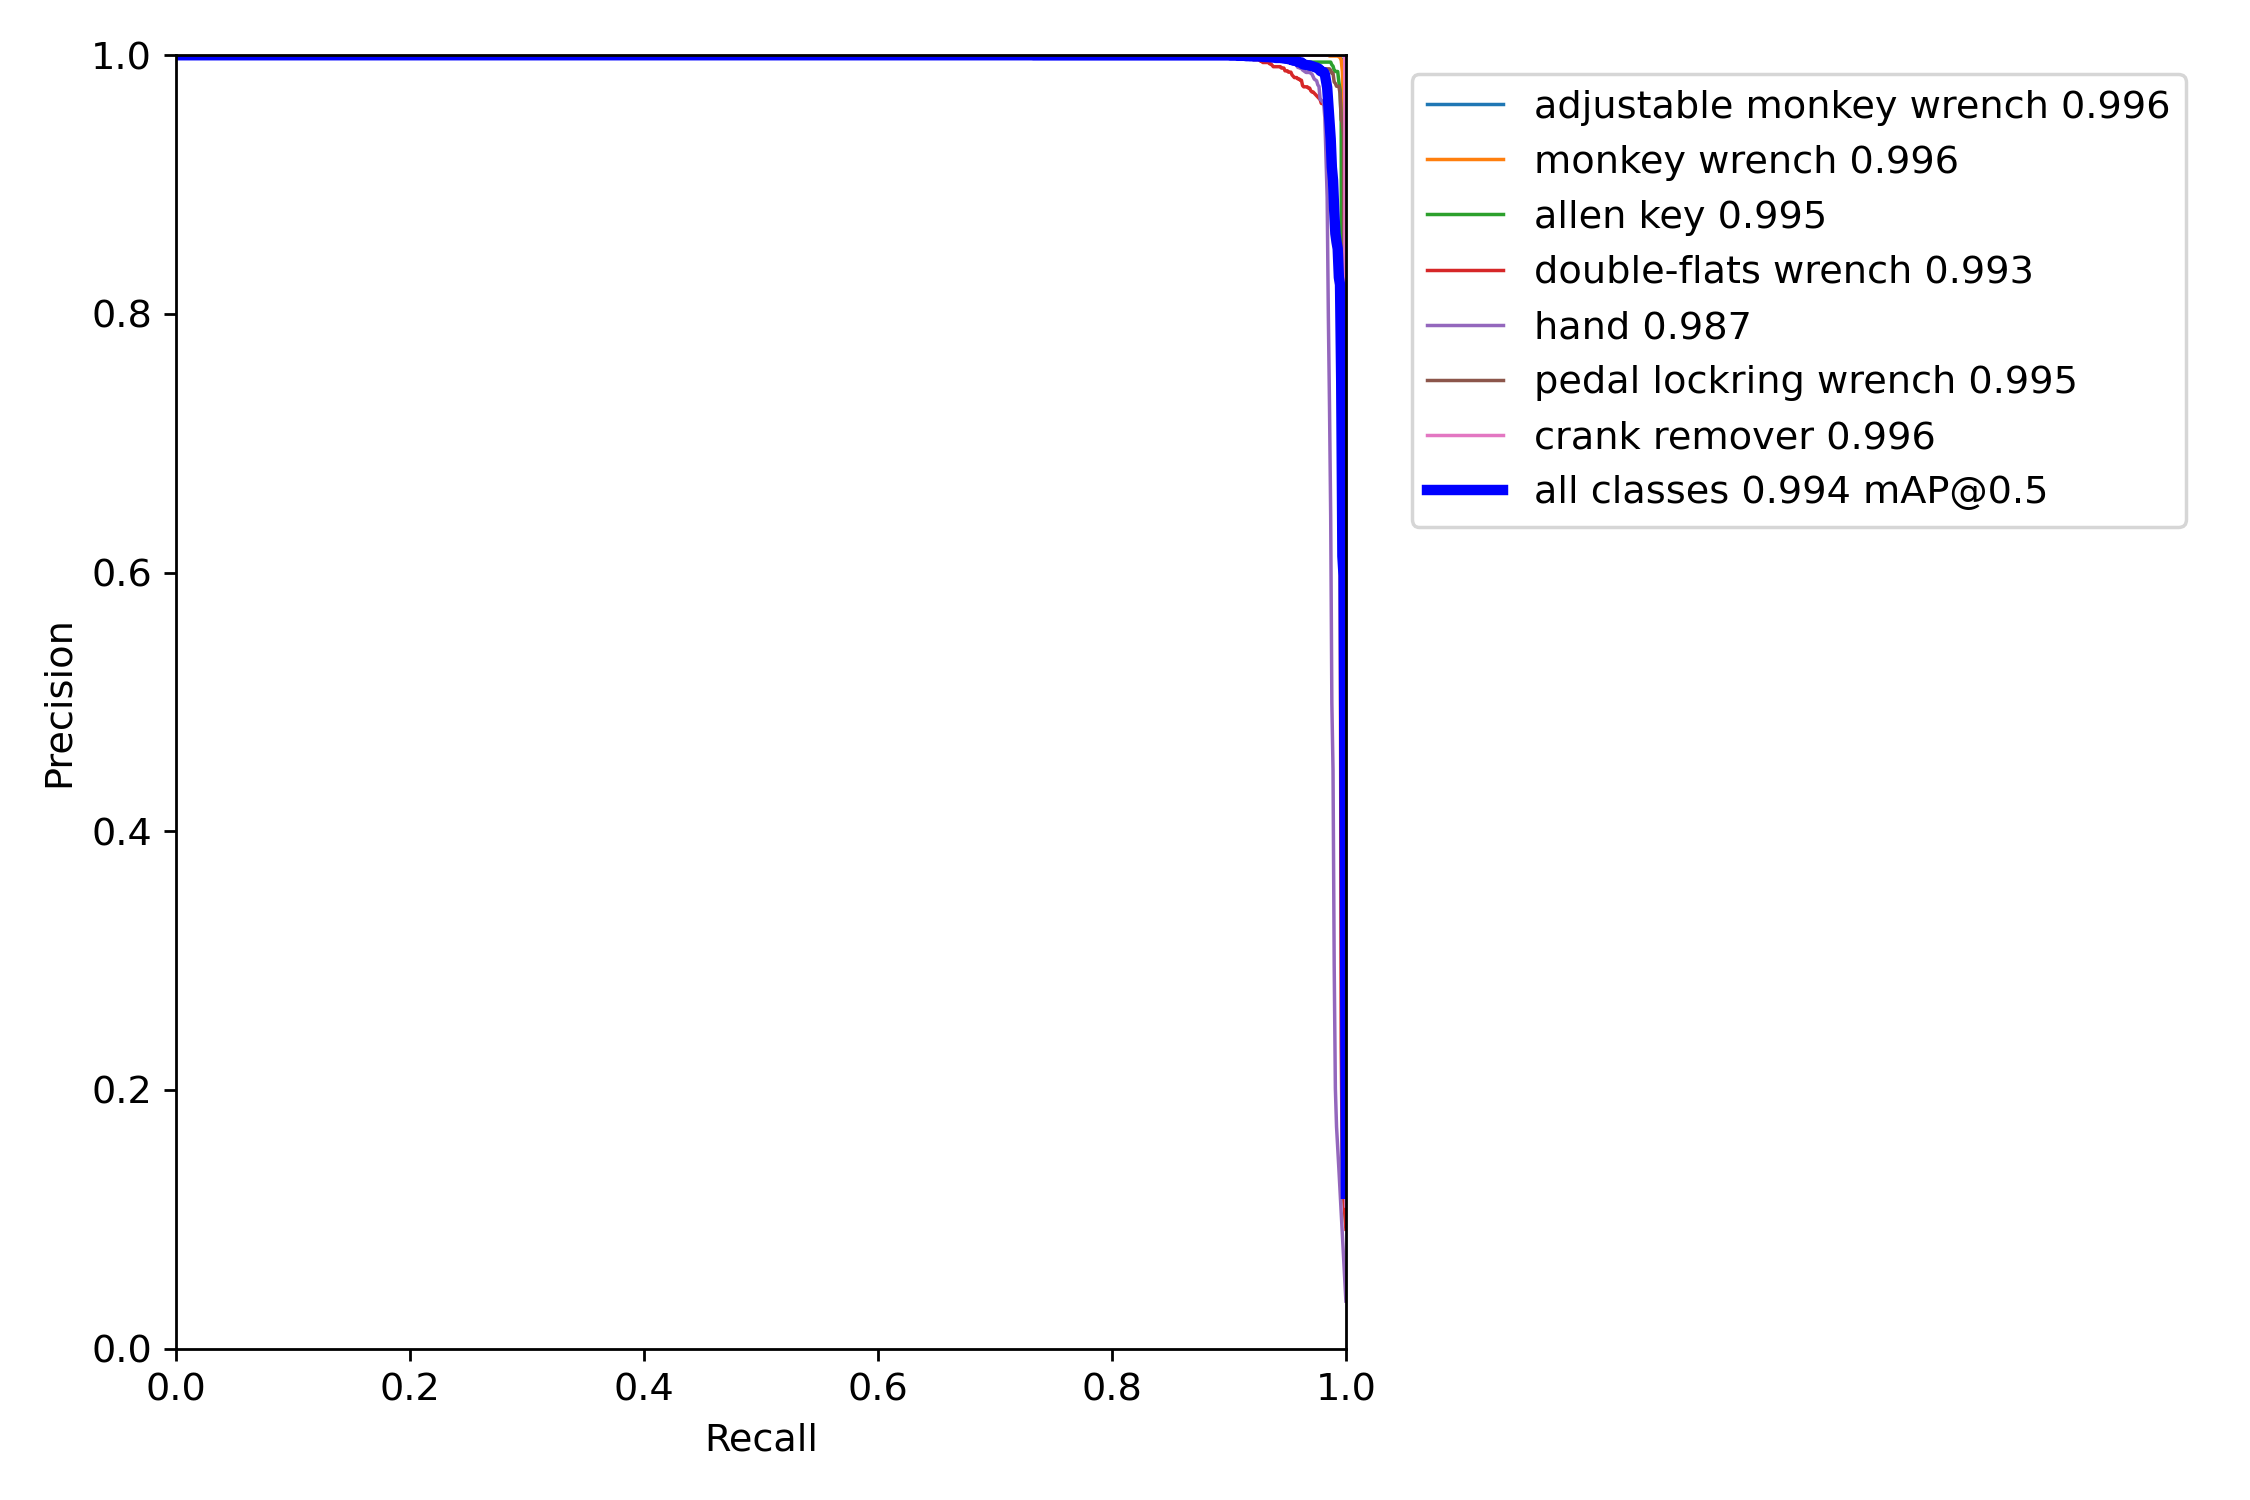 1.0
0.8
0.6
0.4
0.2
0.0
Precision
0.0 0.2 0.4 0.6 0.8 1.0
Recall
adjustable monkey wrench 0.996
monkey wrench 0.996
allen key 0.995
double-flats wrench 0.993
hand 0.987
pedal lockring wrench 0.995
crank remover 0.996
all classes 0.994 mAP@0.5